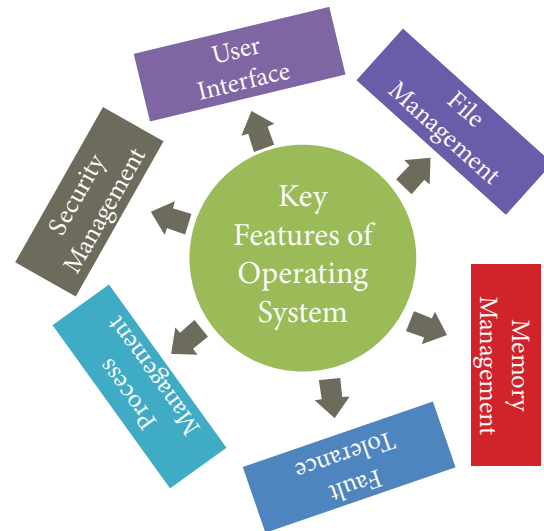 Key
Features of
Operating
System
User
Interface
File
Management
Memory
Management
Fault
Tolerance
Process
Management
Security
Management